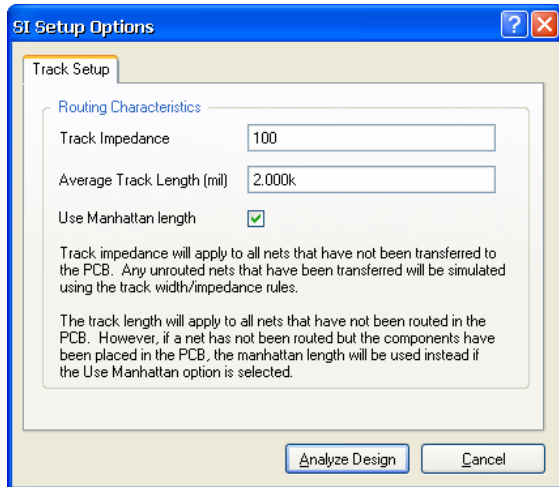 SI Setup Options
Track Setup
Routing Characteristics
Track Impedance
100
Average Track Length (mil)
2.000k
Use Manhattan length
Track impedance will apply to all nets that have not been transferred to
the PCB. Any unrouted nets that have been transferred will be simulated
using the track width/impedance rules.
The track length will apply to all nets that have not been routed in the
PCB. However, if a net has not been routed but the components have
been placed in the PCB, the manhattan length will be used instead if
the Use Manhattan option is selected.
Analyze Design
Cancel